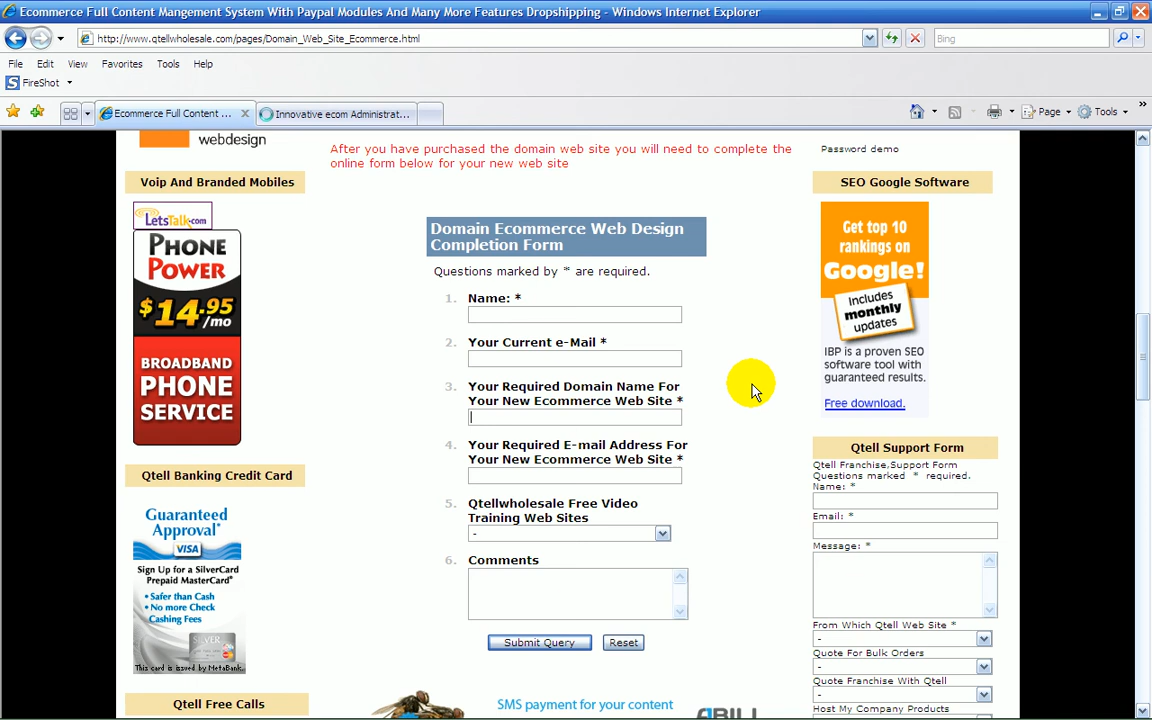 Ecommerce Full Content Mangement System With Paypal Modules And Many More Features Dropshipping - Windows Internet Explorer
http://www.qtellwholesale.com/pages/Domain_Web_Site_Ecommerce.html
Bing
File Edit View Favorites Tools Help
FireShot
Ecommerce Full Content ...
Innovative ecom Administrat...
Page
Tools
webdesign
Voip And Branded Mobiles
LetsTalk.com
PHONE
POWER
$14.95
/mo
BROADBAND
PHONE
SERVICE
Qtell Banking Credit Card
Guaranteed
Approval*
VISA
Sign Up for a SilverCard
Prepaid MasterCard®
• Safer than Cash
• No more Check
Cashing Fees
SILVER
This card is issued by MetaBank.
Qtell Free Calls
After you have purchased the domain web site you will need to complete the
online form below for your new web site
Domain Ecommerce Web Design
Completion Form
Questions marked by * are required.
1. Name: *
2. Your Current e-Mail *
3. Your Required Domain Name For
Your New Ecommerce Web Site *
4. Your Required E-mail Address For
Your New Ecommerce Web Site *
5. Qtellwholesale Free Video
Training Web Sites
-
6. Comments
Submit Query
Reset
SMS payment for your content
Password demo
SEO Google Software
Get top 10
rankings on
Google!
Includes
monthly
updates
IBP is a proven SEO
software tool with
guaranteed results.
Free download.
Qtell Support Form
Qtell Franchise,Support Form
Questions marked * required.
Name: *
Email: *
Message: *
From Which Qtell Web Site *
-
Quote For Bulk Orders
-
Quote Franchise With Qtell
-
Host My Company Products